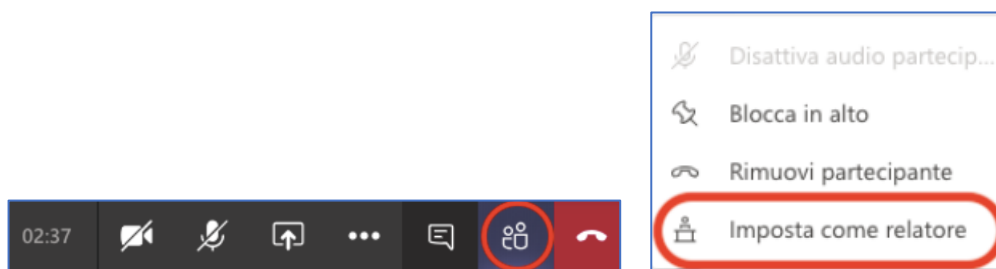 02:37
Disattiva audio partecip...
Blocca in alto
Rimuovi partecipante
Imposta come relatore